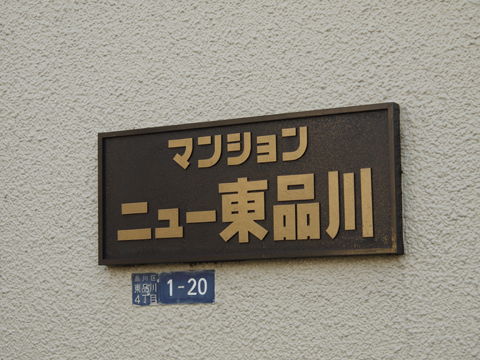 マンション
ニュー東品川
品川区
東品川
4丁目
1-20